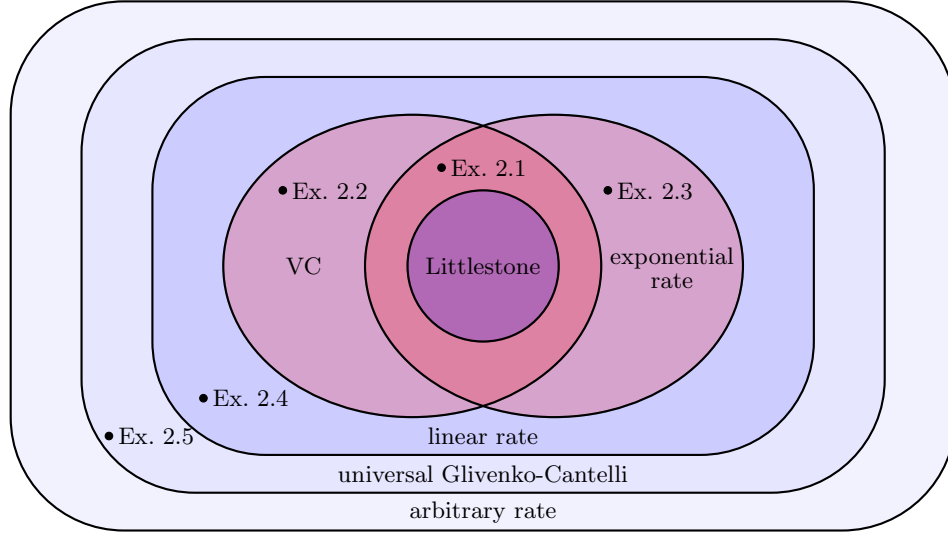 Ex. 2.1
Ex. 2.2
Ex. 2.3
VC
Littlestone
exponential
rate
Ex. 2.4
Ex. 2.5
linear rate
universal Glivenko-Cantelli
arbitrary rate